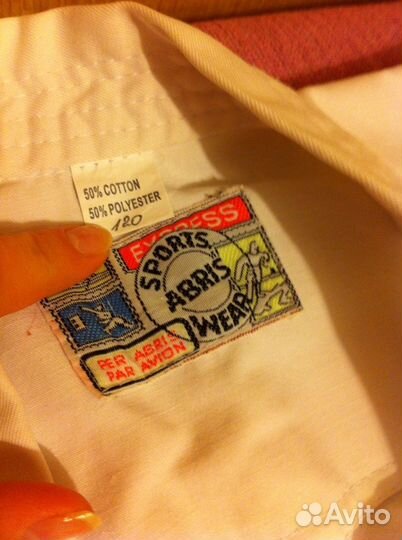 50% COTTON
50% POLYESTER
120
EXPRESS
SPORTS
ABRIS
WEAR
PER ABRIS
PAR AVION
Avito